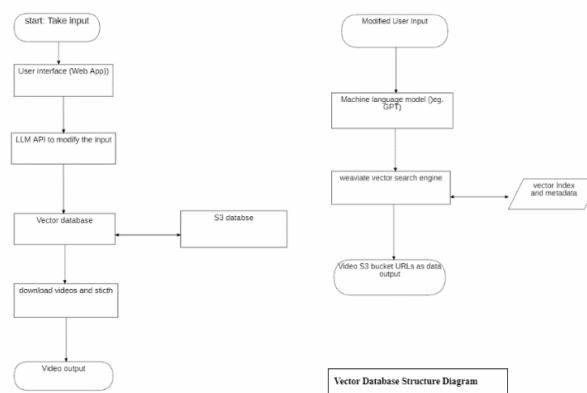 start: Take input
User interface (Web App))
LLM API to modify the input
Vector database
S3 databse
download videos and sticth
Video output
Modified User Input
Machine language model ()eg.
GPT)
weaviate vector search engine
vector Index
and metadata
Video S3 bucket URLs as data
output
Vector Database Structure Diagram